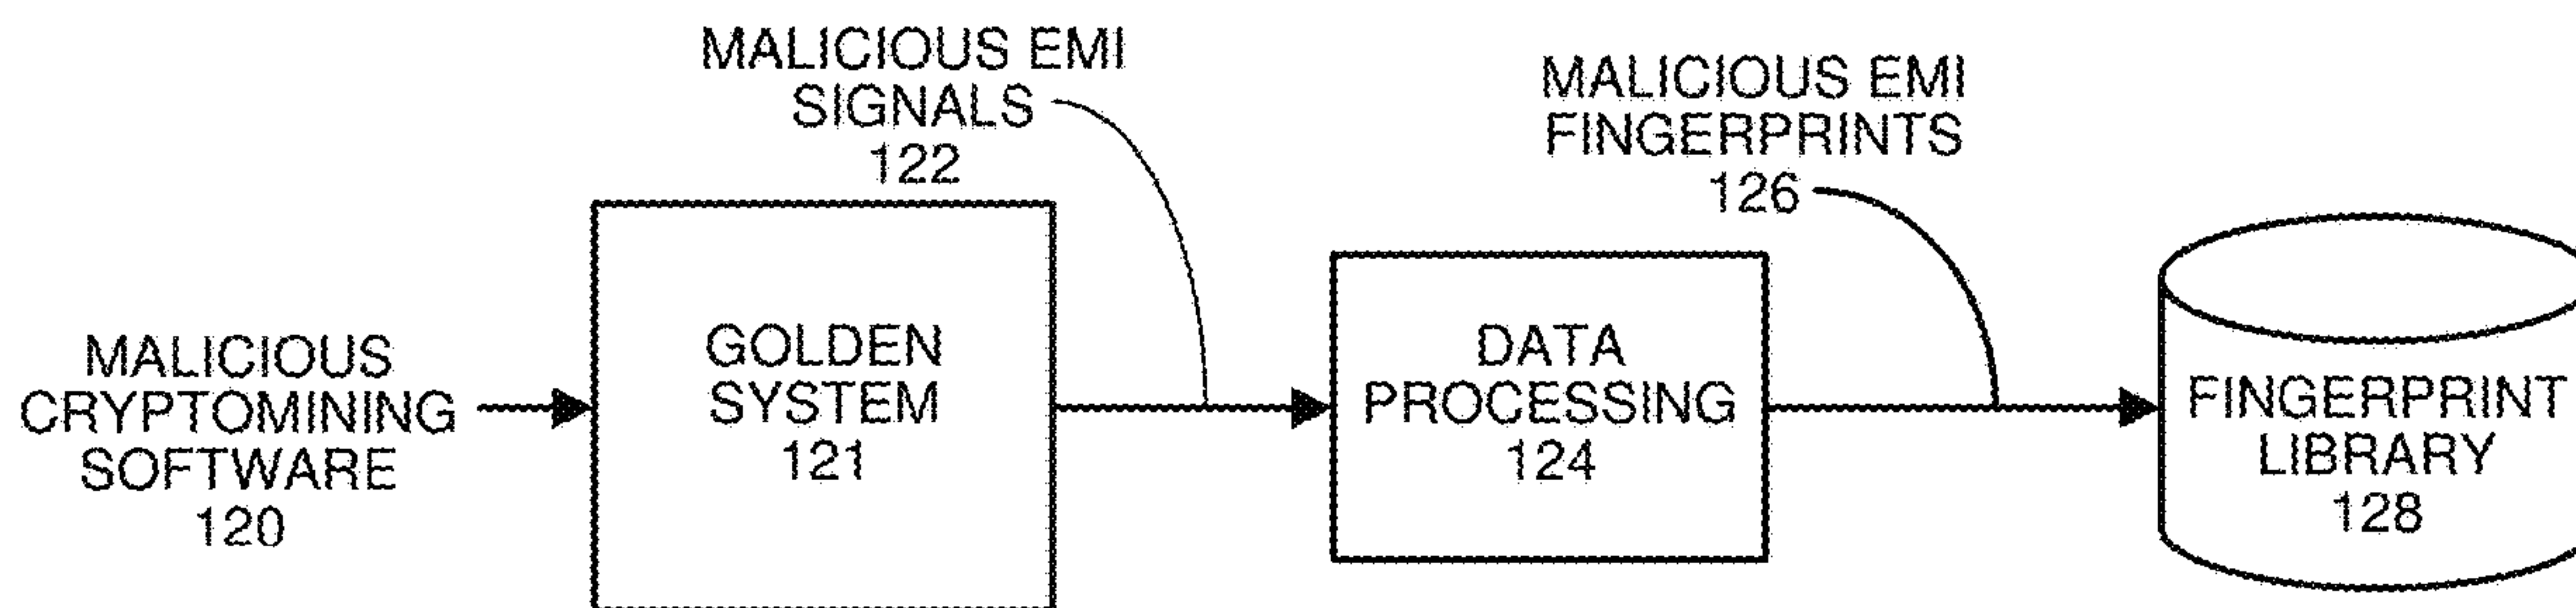 MALICIOUS EMI
SIGNALS
122
MALICIOUS EMI
FINGERPRINTS
126
MALICIOUS
CRYPTOMINING
SOFTWARE
120
GOLDEN
SYSTEM
121
DATA
PROCESSING
124
FINGERPRINT
LIBRARY
128